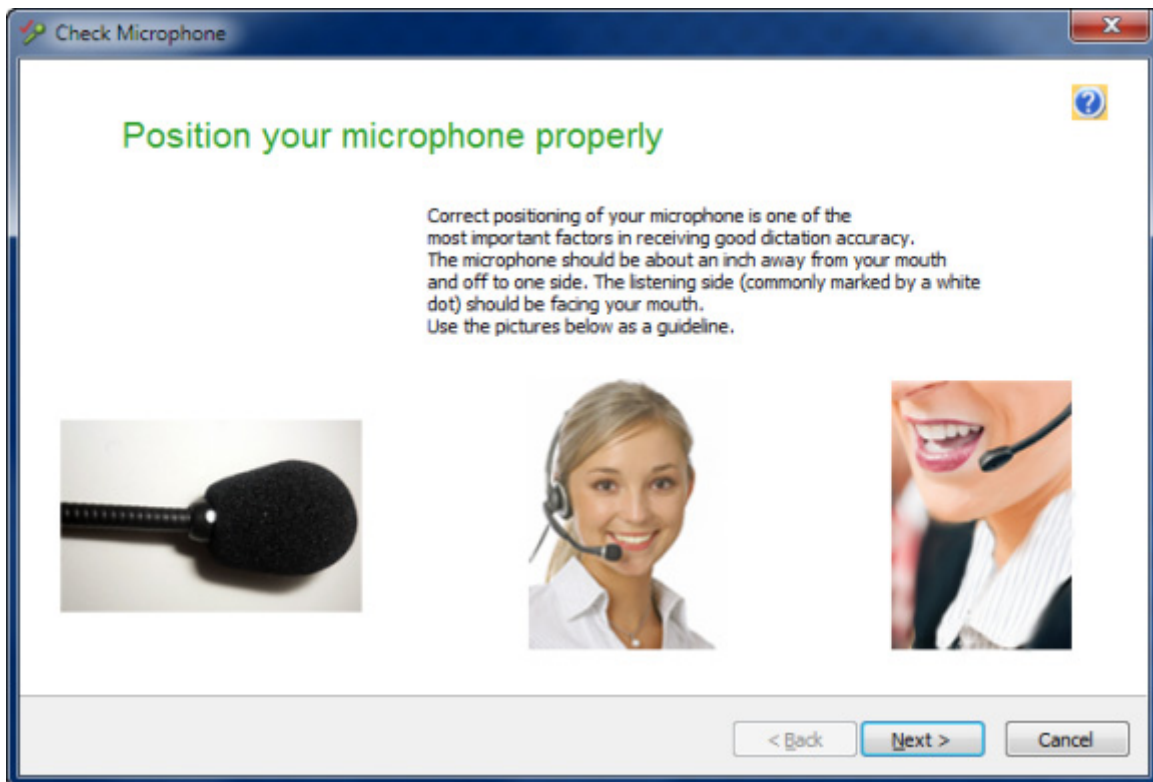 Check Microphone
Position your microphone properly
Correct positioning of your microphone is one of the
most important factors in receiving good dictation accuracy.
The microphone should be about an inch away from your mouth
and off to one side. The listening side (commonly marked by a white
dot) should be facing your mouth.
Use the pictures below as a guideline.
< Back
Next >
Cancel